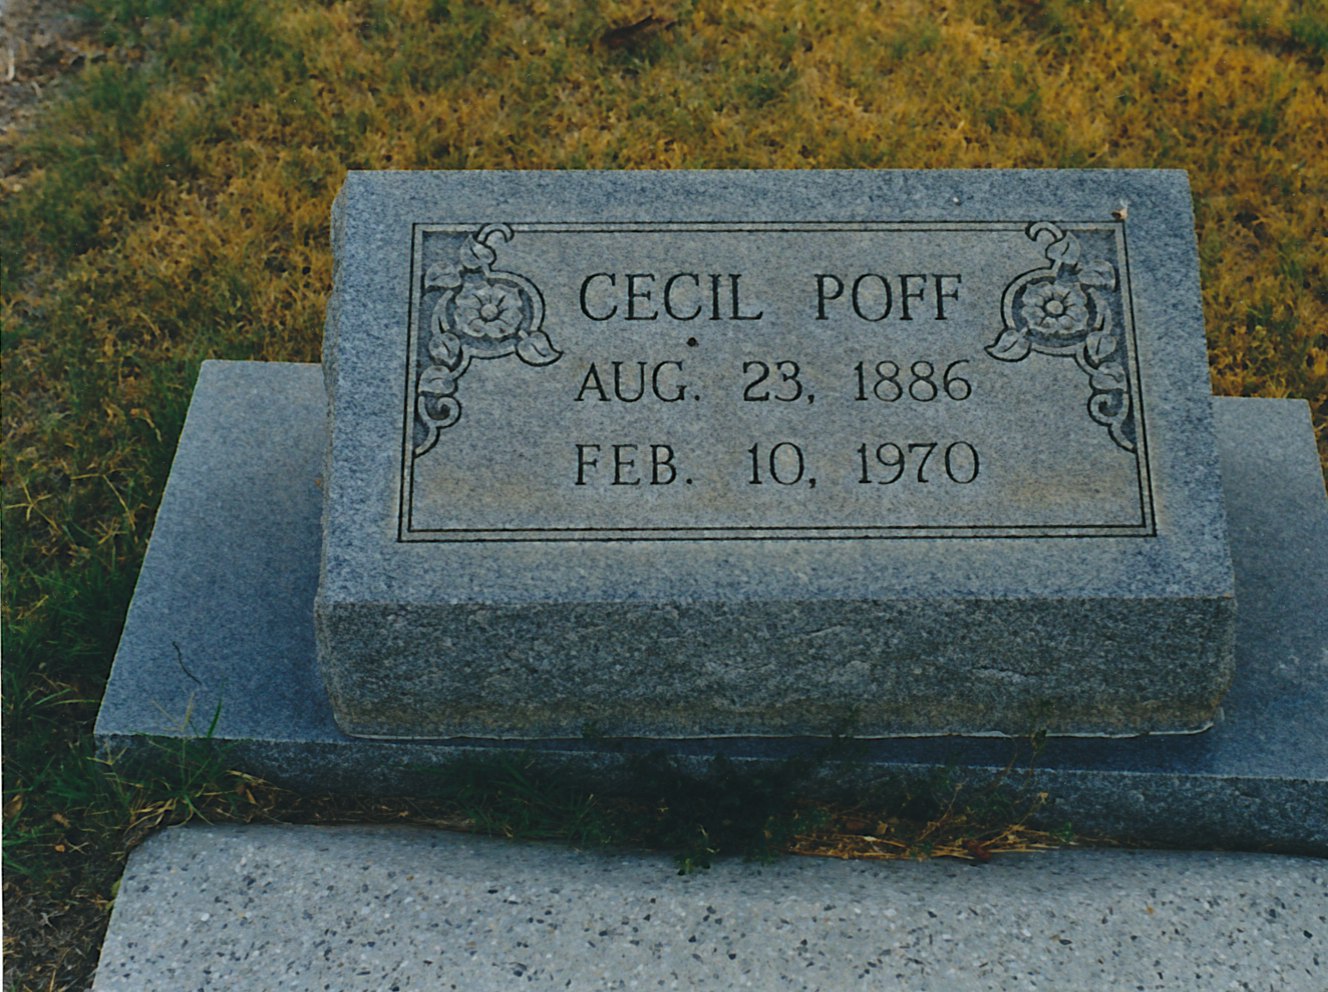 CECIL POFF
AUG. 23, 1886
FEB. 10, 1970